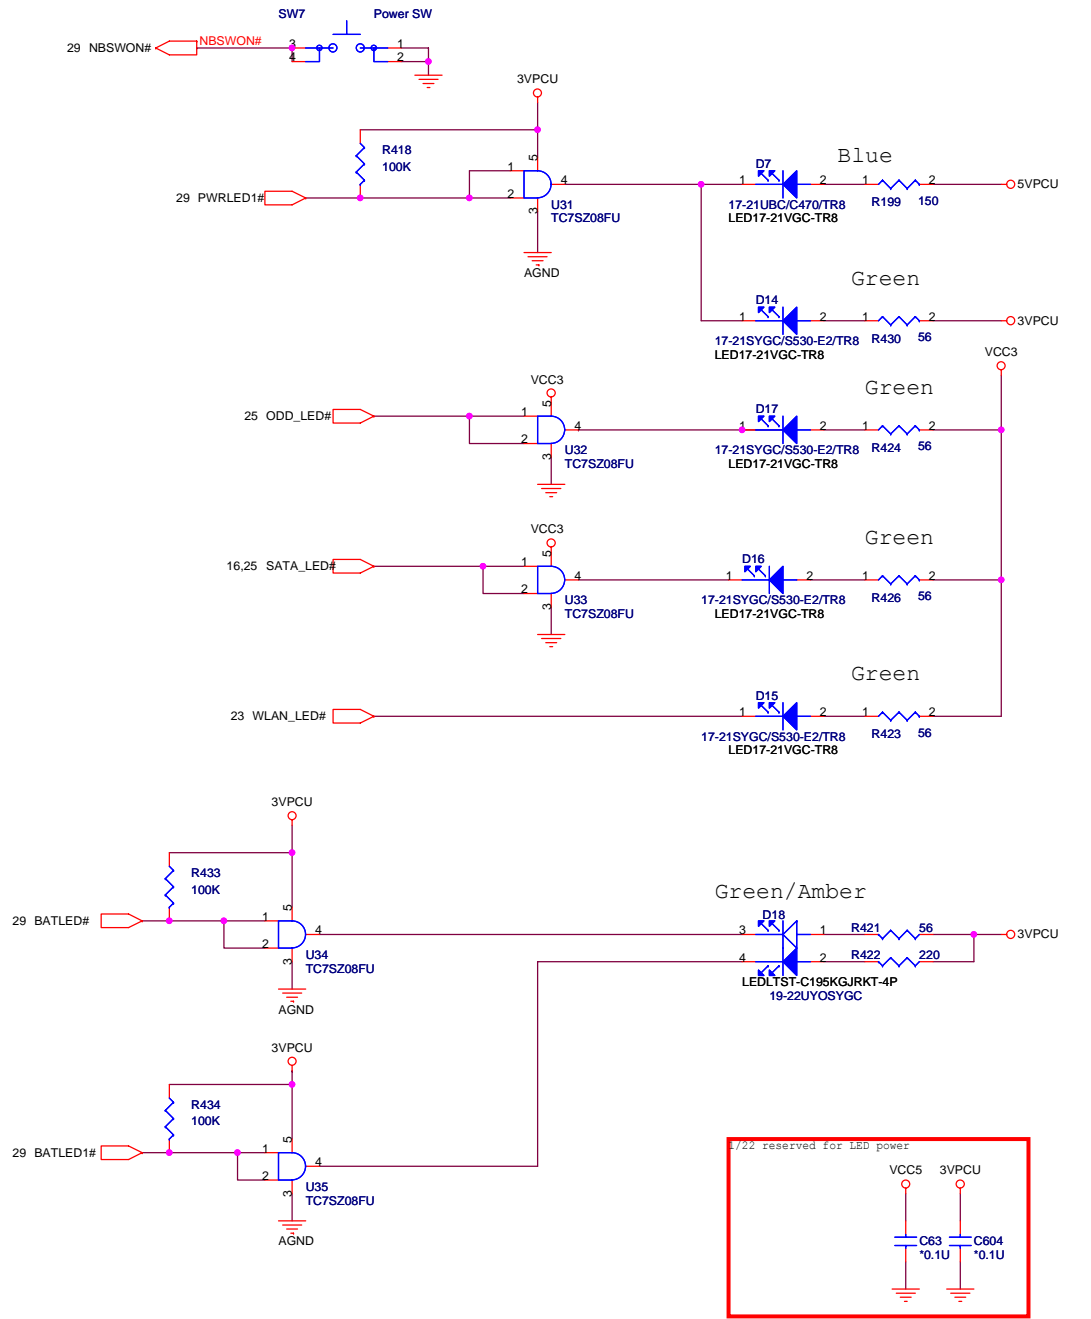 SW7 Power SW
29 NBSWON# NBSWON# 3 4 1 2
3VPCU
R418
100K
29 PWRLED1#
1 2 5 4 3
U31
TC7SZ08FU
AGND
Blue
D7
1 2 1 2
17-21UBC/C470/TR8
LED17-21VGC-TR8
R199 150
5VPCU
Green
D14
1 2 1 2
17-21SYGC/S530-E2/TR8
LED17-21VGC-TR8
R430 56
3VPCU
VCC3
VCC3
25 ODD_LED#
1 2 5 4 3
U32
TC7SZ08FU
Green
D17
1 2 1 2
17-21SYGC/S530-E2/TR8
LED17-21VGC-TR8
R424 56
VCC3
16,25 SATA_LED#
1 2 5 4 3
U33
TC7SZ08FU
Green
D16
1 2 1 2
17-21SYGC/S530-E2/TR8
LED17-21VGC-TR8
R426 56
Green
23 WLAN_LED#
D15
1 2 1 2
17-21SYGC/S530-E2/TR8
LED17-21VGC-TR8
R423 56
3VPCU
R433
100K
29 BATLED#
1 2 5 4 3
U34
TC7SZ08FU
AGND
Green/Amber
D18
3 1 R421 56
3VPCU
4 2 R422 220
LEDLTST-C195KGJRKT-4P
19-22UYOSYGC
3VPCU
R434
100K
29 BATLED1#
1 2 5 4 3
U35
TC7SZ08FU
AGND
1/22 reserved for LED power
VCC5 3VPCU
C63 C604
*0.1U *0.1U